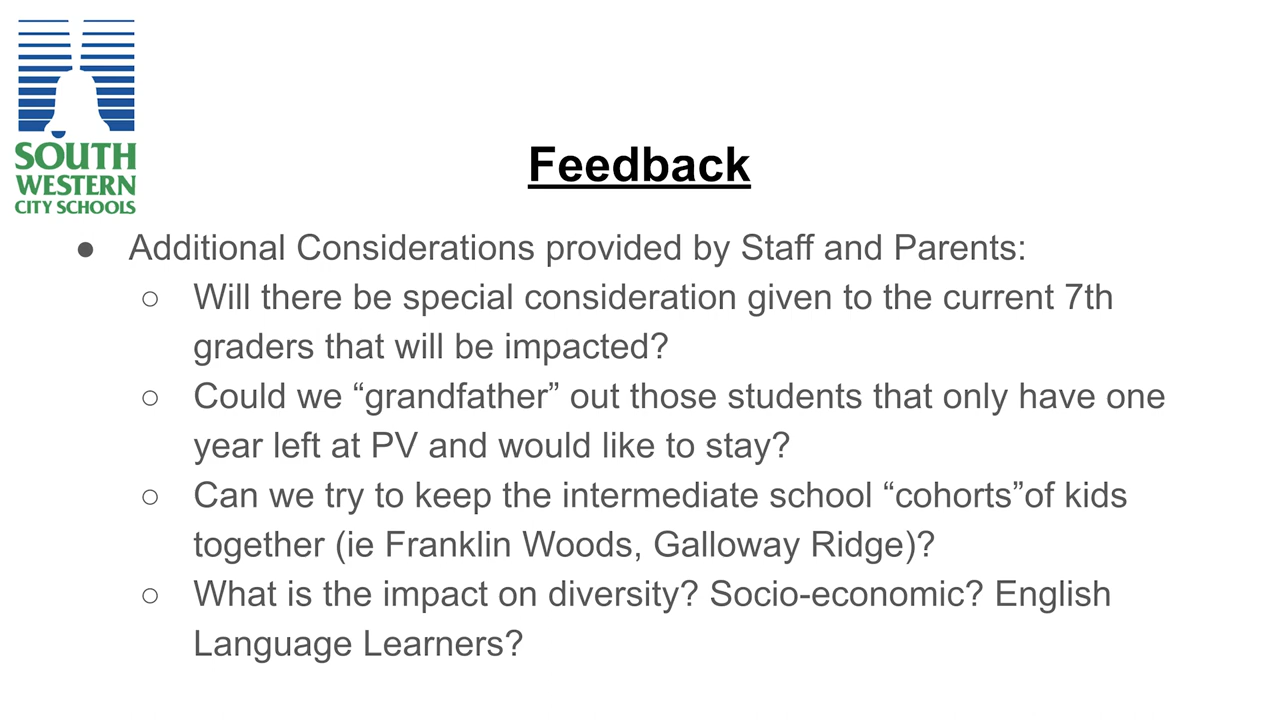 SOUTH
WESTERN
CITY SCHOOLS
Feedback
● Additional Considerations provided by Staff and Parents:
○ Will there be special consideration given to the current 7th
graders that will be impacted?
○ Could we “grandfather” out those students that only have one
year left at PV and would like to stay?
○ Can we try to keep the intermediate school “cohorts”of kids
together (ie Franklin Woods, Galloway Ridge)?
○ What is the impact on diversity? Socio-economic? English
Language Learners?